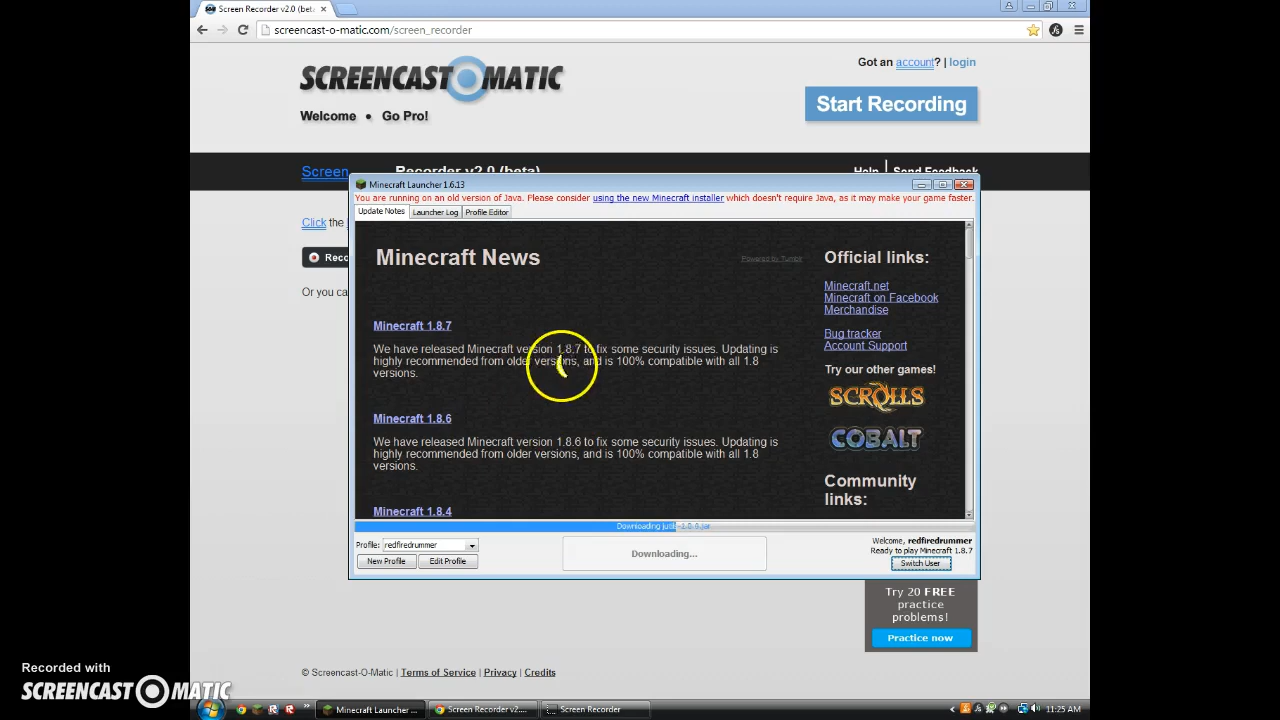 Screen Recorder v2.0 (beta
screencast-o-matic.com/screen_recorder
SCREENCAST-O-MATIC
Got an account? | login
Start Recording
Welcome • Go Pro!
Screen Recorder v2.0 (beta)
Help | Send Feedback
Click the
Reco
Or you ca
Minecraft Launcher 1.6.13
You are running on an old version of Java. Please consider using the new Minecraft installer which doesn't require Java, as it may make your game faster.
Update Notes
Launcher Log
Profile Editor
Minecraft News
Powered by Tumblr
Minecraft 1.8.7
We have released Minecraft version 1.8.7 to fix some security issues. Updating is
highly recommended from older versions, and is 100% compatible with all 1.8
versions.
Minecraft 1.8.6
We have released Minecraft version 1.8.6 to fix some security issues. Updating is
highly recommended from older versions, and is 100% compatible with all 1.8
versions.
Minecraft 1.8.4
Official links:
Minecraft.net
Minecraft on Facebook
Merchandise
Bug tracker
Account Support
Try our other games!
SCROLLS
COBALT
Community
links:
Profile: redfiredrummer
New Profile
Edit Profile
Downloading...
Welcome, redfiredrummer
Ready to play Minecraft 1.8.7
Switch User
Try 20 FREE
practice
problems!
Practice now
© Screencast-O-Matic | Terms of Service | Privacy | Credits
Recorded with
SCREENCAST-O-MATIC
Minecraft Launcher ...
Screen Recorder v2....
Screen Recorder
11:25 AM